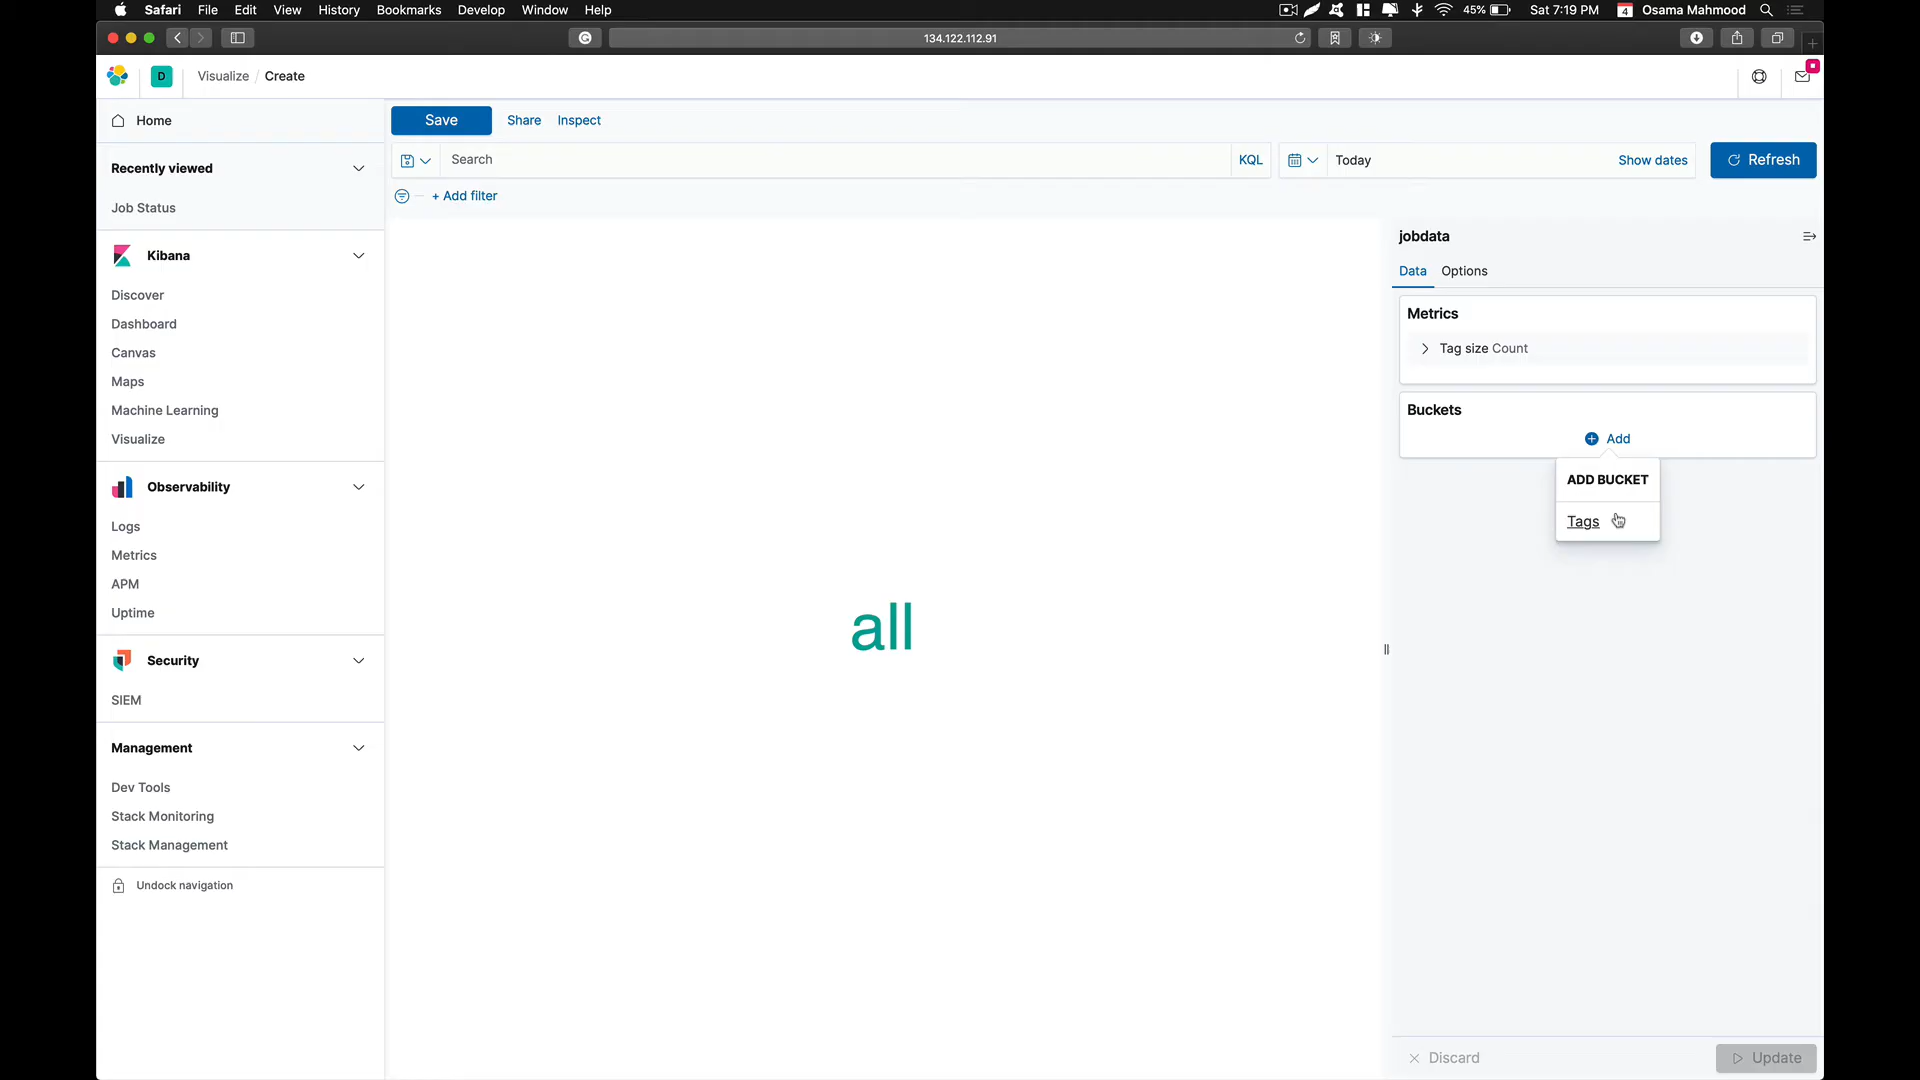 Safari File Edit View History Bookmarks Develop Window Help 45% Sat 7:19 PM 4 Osama Mahmood
134.122.112.91
D Visualize / Create
Home
Recently viewed
Job Status
Kibana
Discover
Dashboard
Canvas
Maps
Machine Learning
Visualize
Observability
Logs
Metrics
APM
Uptime
Security
SIEM
Management
Dev Tools
Stack Monitoring
Stack Management
Undock navigation
Save Share Inspect
Search KQL Today Show dates Refresh
+ Add filter
all
jobdata
Data Options
Metrics
Tag size Count
Buckets
Add
ADD BUCKET
Tags
Discard Update